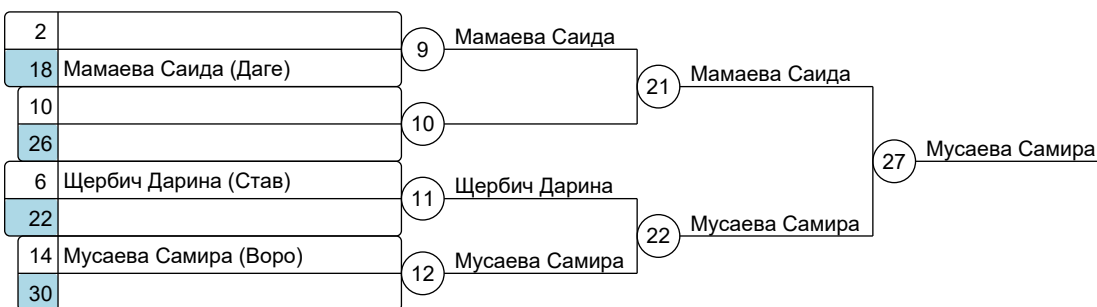 2
9
Мамаева Саида
18 Мамаева Саида (Даге)
21
Мамаева Саида
10
10
26
27
Мусаева Самира
6 Щербич Дарина (Став)
11
Щербич Дарина
22
22
Мусаева Самира
14 Мусаева Самира (Воро)
12
Мусаева Самира
30